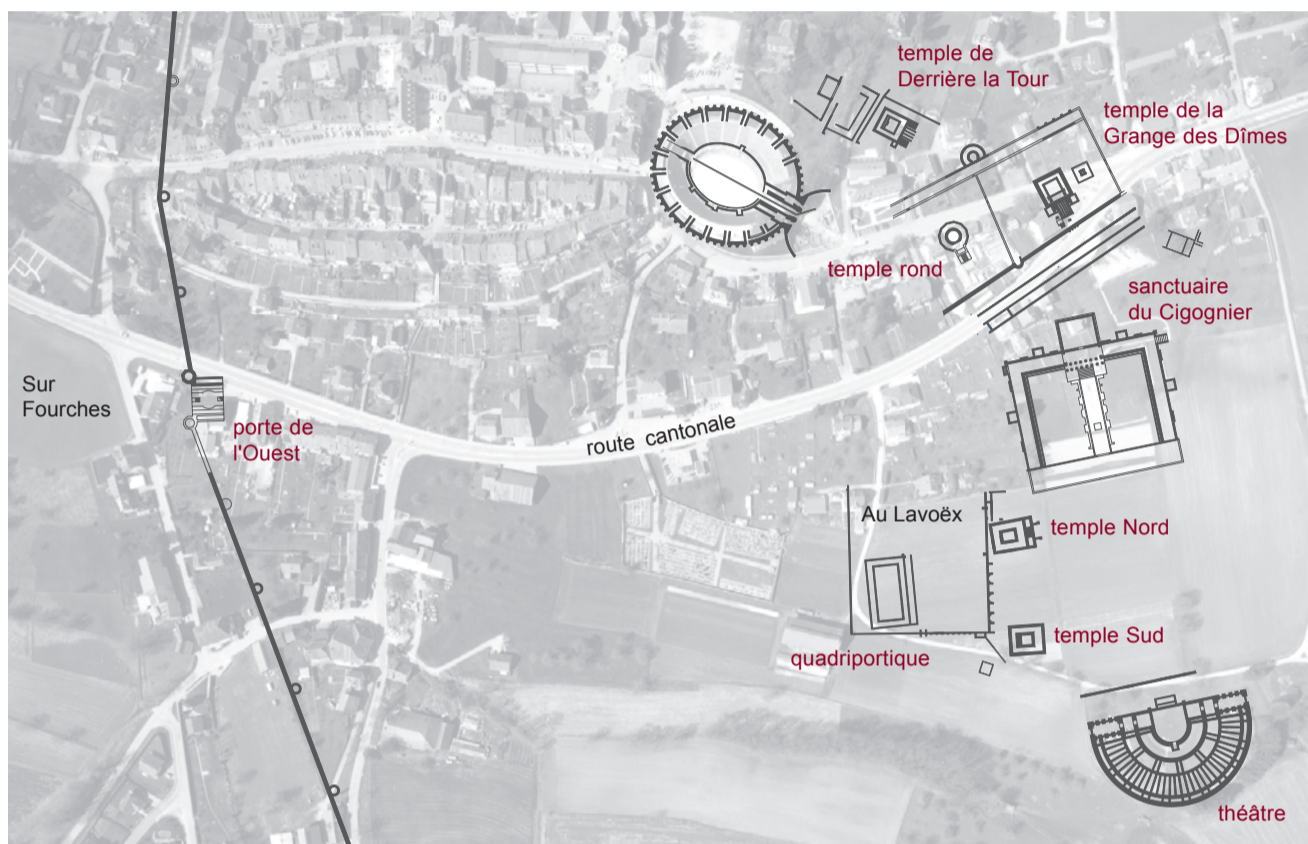 temple de
Derrière la Tour
temple de la
Grange des Dîmes
temple rond
sanctuaire
du Cigognier
Sur
Fourches
porte de
l'Ouest
route cantonale
Au Lavoëx
temple Nord
temple Sud
quadriportique
théâtre